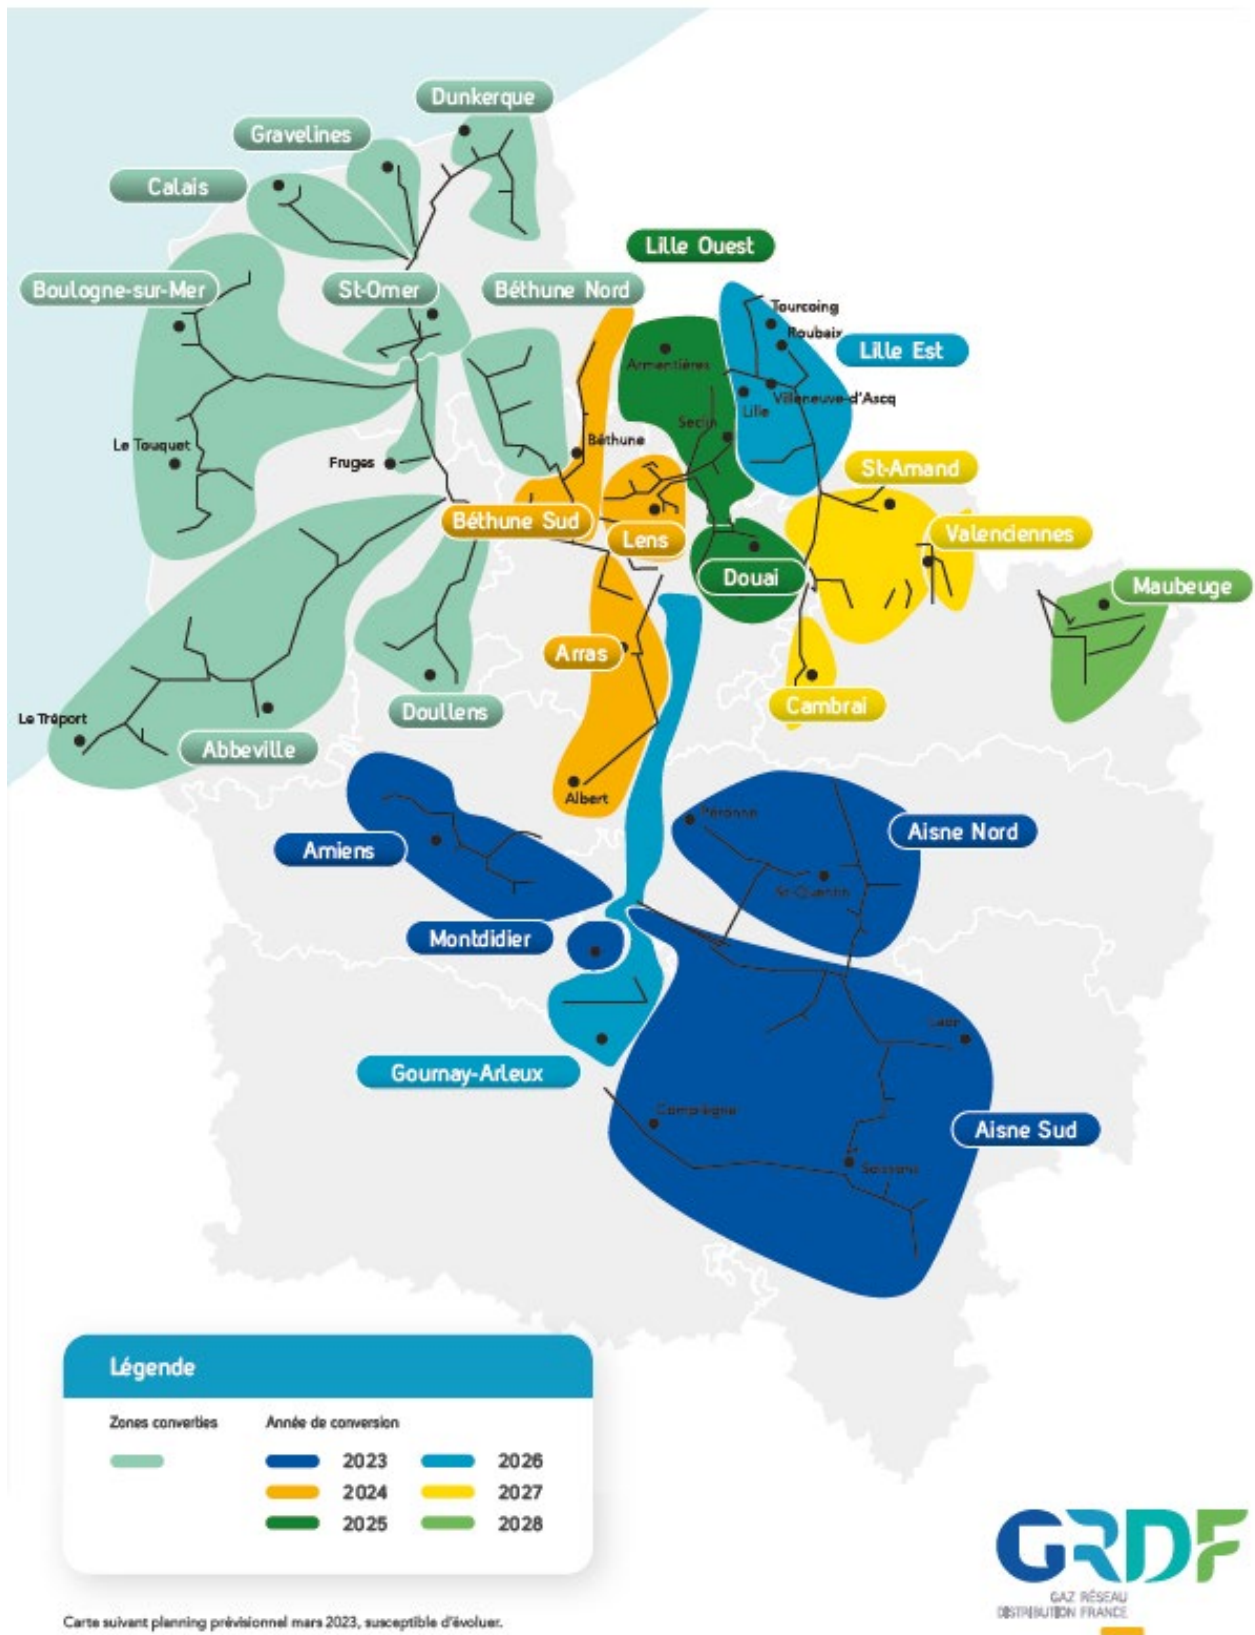 Dunkerque
Gravelines
Calais
Lille Ouest
Boulogne-sur-Mer
St-Omer
Béthune Nord
Tourcoing
Roubaix
Lille Est
Armentières
Villeneuve-d'Ascq
Lille
Seclin
Le Touquet
Béthune
Fruges
St-Amand
Béthune Sud
Lens
Valenciennes
Douai
Maubeuge
Arras
Doullens
Cambrai
Le Tréport
Abbeville
Albert
Péronne
Aisne Nord
Amiens
St-Quentin
Montdidier
Laon
Gournay-Arleux
Compiègne
Aisne Sud
Soissons
Légende
Zones converties
Année de conversion
2023
2026
2024
2027
2025
2028
GRDF
GAZ RÉSEAU
DISTRIBUTION FRANCE
Carte suivant planning prévisionnel mars 2023, susceptible d'évoluer.